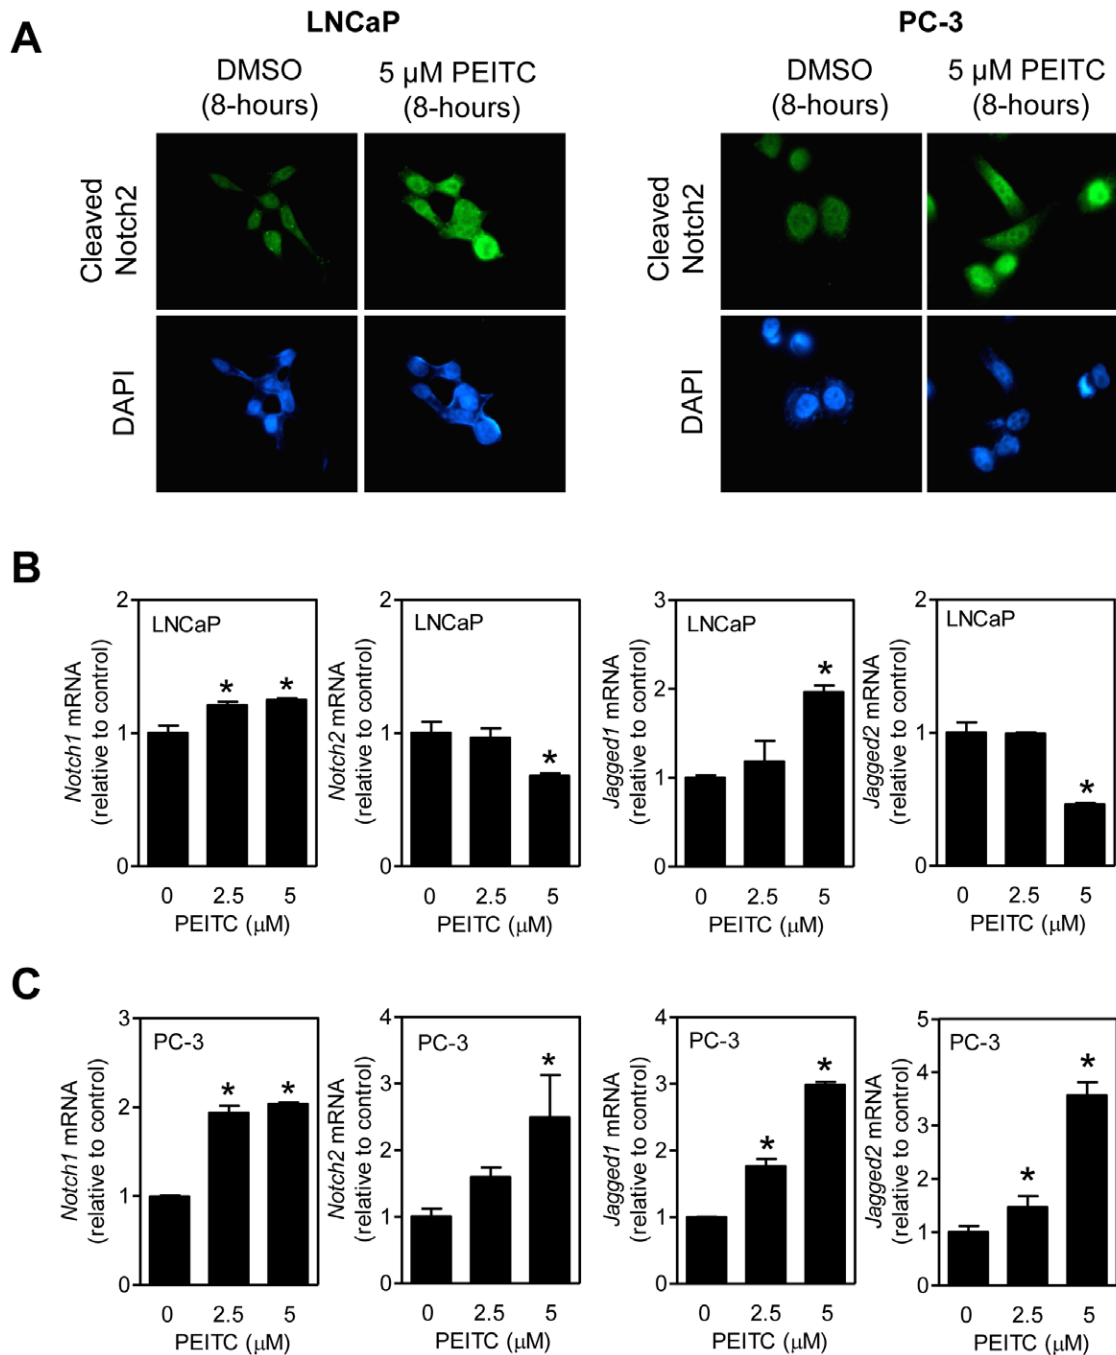 A
LNCaP
PC-3
DMSO
(8-hours)
5 µM PEITC
(8-hours)
DMSO
(8-hours)
5 µM PEITC
(8-hours)
Cleaved
Notch2
Cleaved
Notch2
DAPI
DAPI
B
Notch1 mRNA
(relative to control)
2
1
0
LNCaP
*
*
0 2.5 5
PEITC (µM)
Notch2 mRNA
(relative to control)
2
1
0
LNCaP
*
0 2.5 5
PEITC (µM)
Jagged1 mRNA
(relative to control)
3
2
1
0
LNCaP
*
0 2.5 5
PEITC (µM)
Jagged2 mRNA
(relative to control)
2
1
0
LNCaP
*
0 2.5 5
PEITC (µM)
C
Notch1 mRNA
(relative to control)
3
2
1
0
PC-3
*
*
0 2.5 5
PEITC (µM)
Notch2 mRNA
(relative to control)
4
3
2
1
0
PC-3
*
0 2.5 5
PEITC (µM)
Jagged1 mRNA
(relative to control)
4
3
2
1
0
PC-3
*
*
0 2.5 5
PEITC (µM)
Jagged2 mRNA
(relative to control)
5
4
3
2
1
0
PC-3
*
*
0 2.5 5
PEITC (µM)